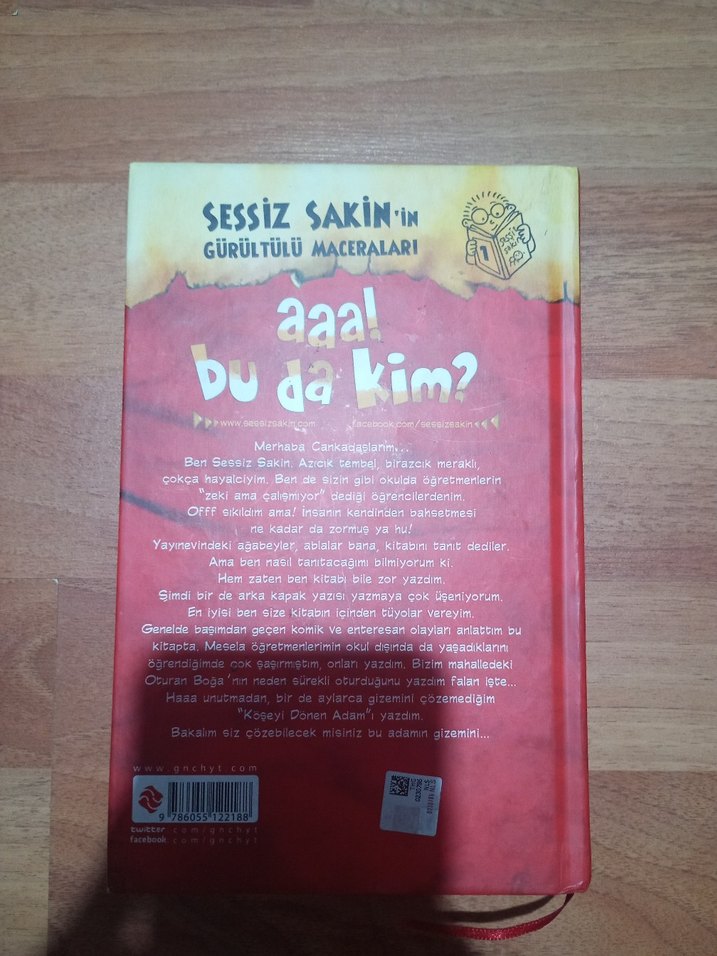 SESSİZ SAKİN'in
GÜRÜLTÜLÜ MACERALARI
1
sessiz
sakin
aaa!
bu da kim?
www.sessizsakin.com facebook.com/sessizsakin
Merhaba Cankadaşlarım...
Ben Sessiz Sakin. Azıcık tembel, birazcık meraklı,
çokça hayalciyim. Ben de sizin gibi okulda öğretmenlerin
"zeki ama çalışmıyor" dediği öğrencilerdenim.
Offf sıkıldım ama! İnsanın kendinden bahsetmesi
ne kadar da zormuş ya hu!
Yayınevindeki ağabeyler, ablalar bana, kitabını tanıt dediler.
Ama ben nasıl tanıtacağımı bilmiyorum ki.
Hem zaten ben kitabı bile zor yazdım.
Şimdi bir de arka kapak yazısı yazmaya çok üşeniyorum.
En iyisi ben size kitabın içinden tüyolar vereyim.
Genelde başımdan geçen komik ve enteresan olayları anlattım bu
kitapta. Mesela öğretmenlerimin okul dışında da yaşadıklarını
öğrendiğimde çok şaşırmıştım, onları yazdım. Bizim mahalledeki
Oturan Boğa'nın neden sürekli oturduğunu yazdım falan işte...
Haaa unutmadan, bir de aylarca gizemini çözemediğim
"Köşeyi Dönen Adam"ı yazdım.
Bakalım siz çözebilecek misiniz bu adamın gizemini...
www.gnchyt.com
9 786055 122188
twitter.com/gnchyt
facebook.com/gnchyt